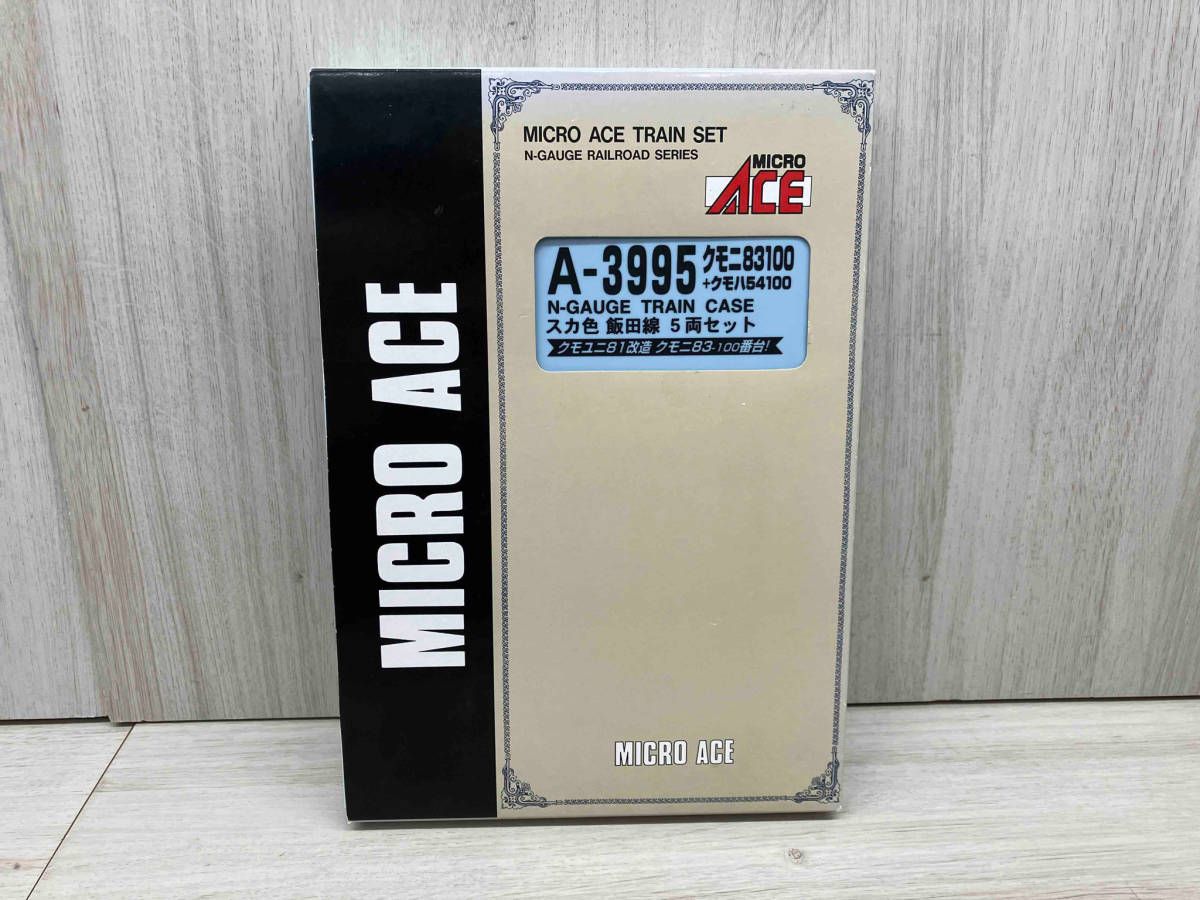 MICRO ACE
MICRO ACE TRAIN SET
N-GAUGE RAILROAD SERIES
MICRO
ACE
A-3995 クモニ83100
+クモハ54100
N-GAUGE TRAIN CASE
スカ色 飯田線 5両セット
クモユニ81改造 クモニ83-100番台!
MICRO ACE